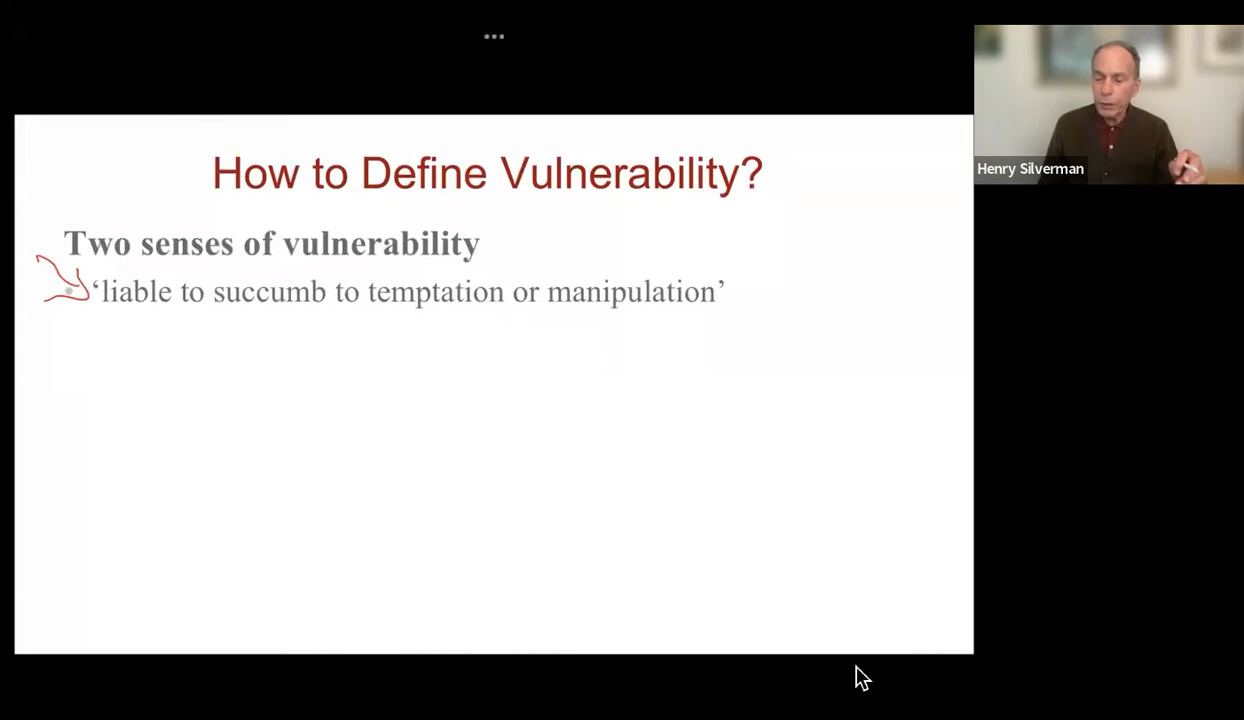 How to Define Vulnerability?
Two senses of vulnerability
‘liable to succumb to temptation or manipulation’
Henry Silverman